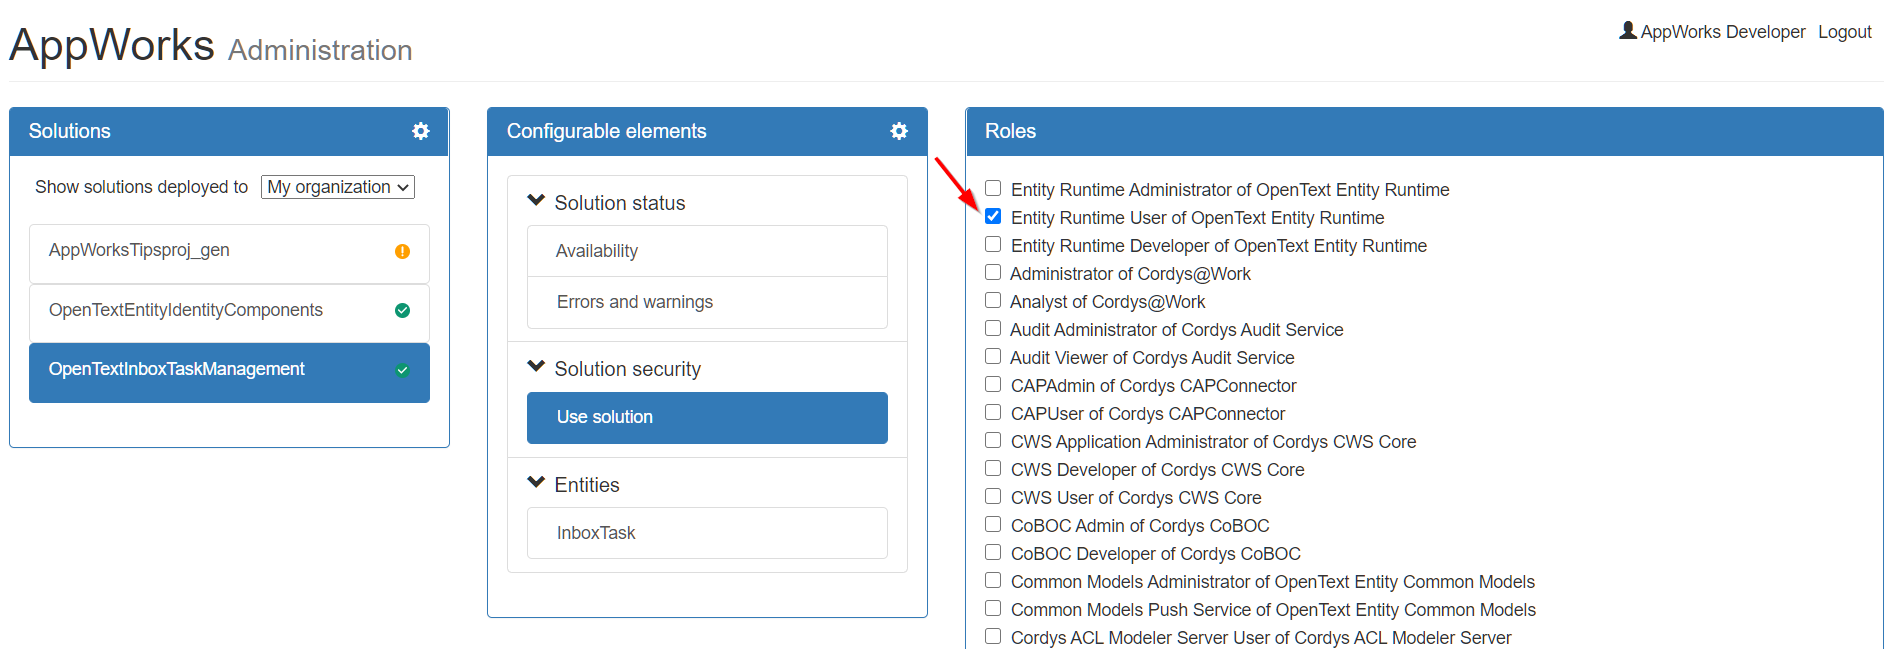 AppWorks Administration
AppWorks Developer Logout
Solutions
Show solutions deployed to My organization
AppWorksTipsproj_gen
OpenTextEntityIdentityComponents
OpenTextInboxTaskManagement
Configurable elements
Solution status
Availability
Errors and warnings
Solution security
Use solution
Entities
InboxTask
Roles
Entity Runtime Administrator of OpenText Entity Runtime
Entity Runtime User of OpenText Entity Runtime
Entity Runtime Developer of OpenText Entity Runtime
Administrator of Cordys@Work
Analyst of Cordys@Work
Audit Administrator of Cordys Audit Service
Audit Viewer of Cordys Audit Service
CAPAdmin of Cordys CAPConnector
CAPUser of Cordys CAPConnector
CWS Application Administrator of Cordys CWS Core
CWS Developer of Cordys CWS Core
CWS User of Cordys CWS Core
CoBOC Admin of Cordys CoBOC
CoBOC Developer of Cordys CoBOC
Common Models Administrator of OpenText Entity Common Models
Common Models Push Service of OpenText Entity Common Models
Cordys ACL Modeler Server User of Cordys ACL Modeler Server